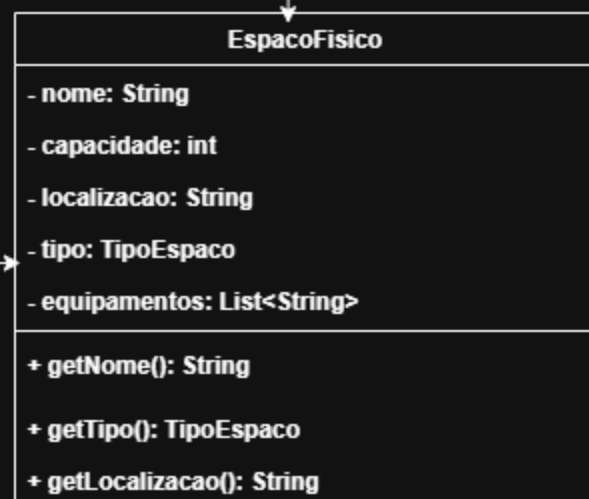 EspacoFisico
- nome: String
- capacidade: int
- localizacao: String
- tipo: TipoEspaco
- equipamentos: List<String>
+ getNome(): String
+ getTipo(): TipoEspaco
+ getLocalizacao(): String